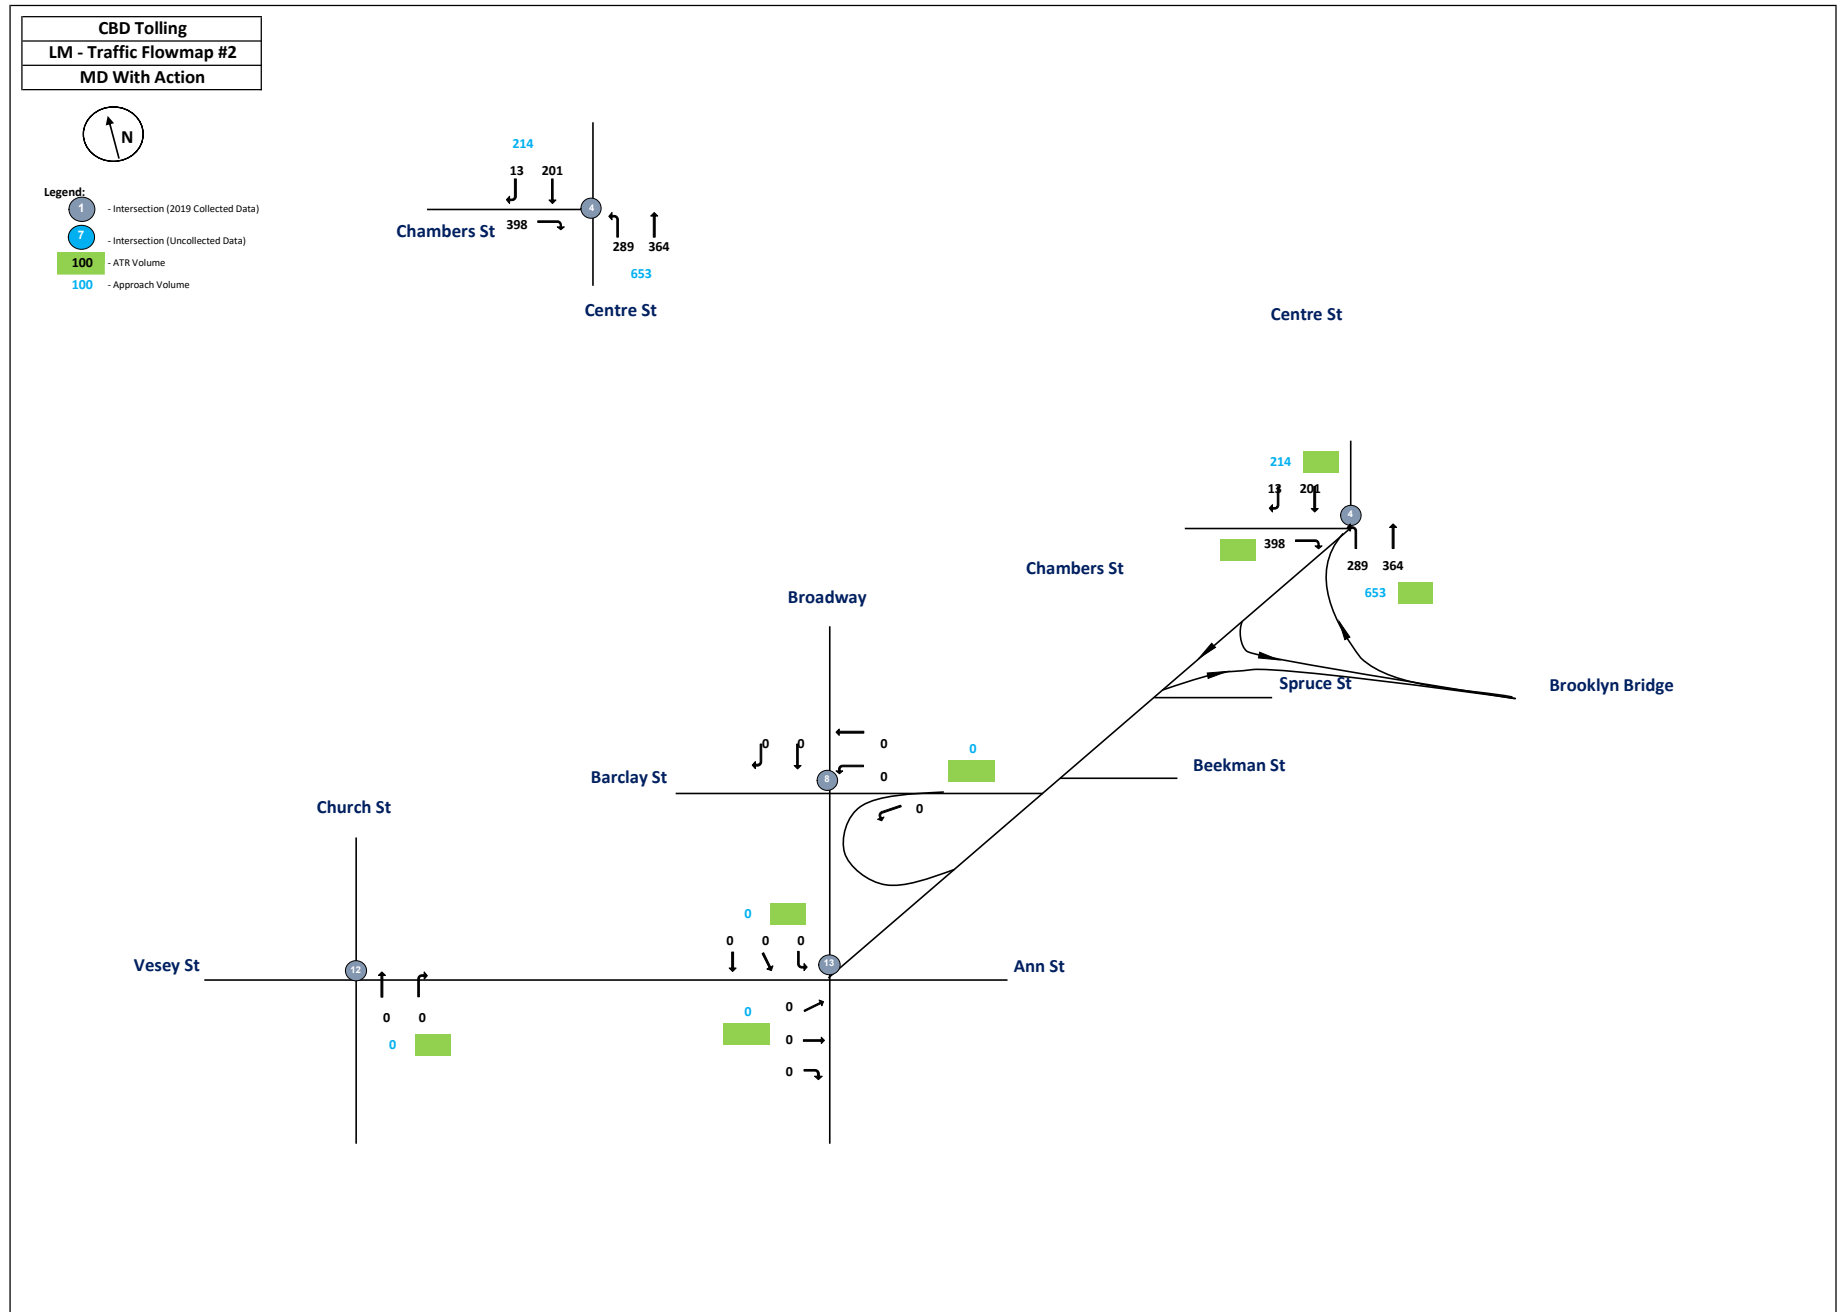 CBD Tolling
LM - Traffic Flowmap #2
MD With Action
N
Legend:
1 - Intersection (2019 Collected Data)
7 - Intersection (Uncollected Data)
100 - ATR Volume
100 - Approach Volume
214
13 201
4
Chambers St 398
289 364
653
Centre St
Centre St
214
13 201
4
398
Chambers St
289 364
653
Broadway
Spruce St
Brooklyn Bridge
0 0 0
0
Barclay St
8
0
Beekman St
Church St
0
0
0 0 0
Vesey St
12
13
Ann St
0
0
0 0
0
0
0